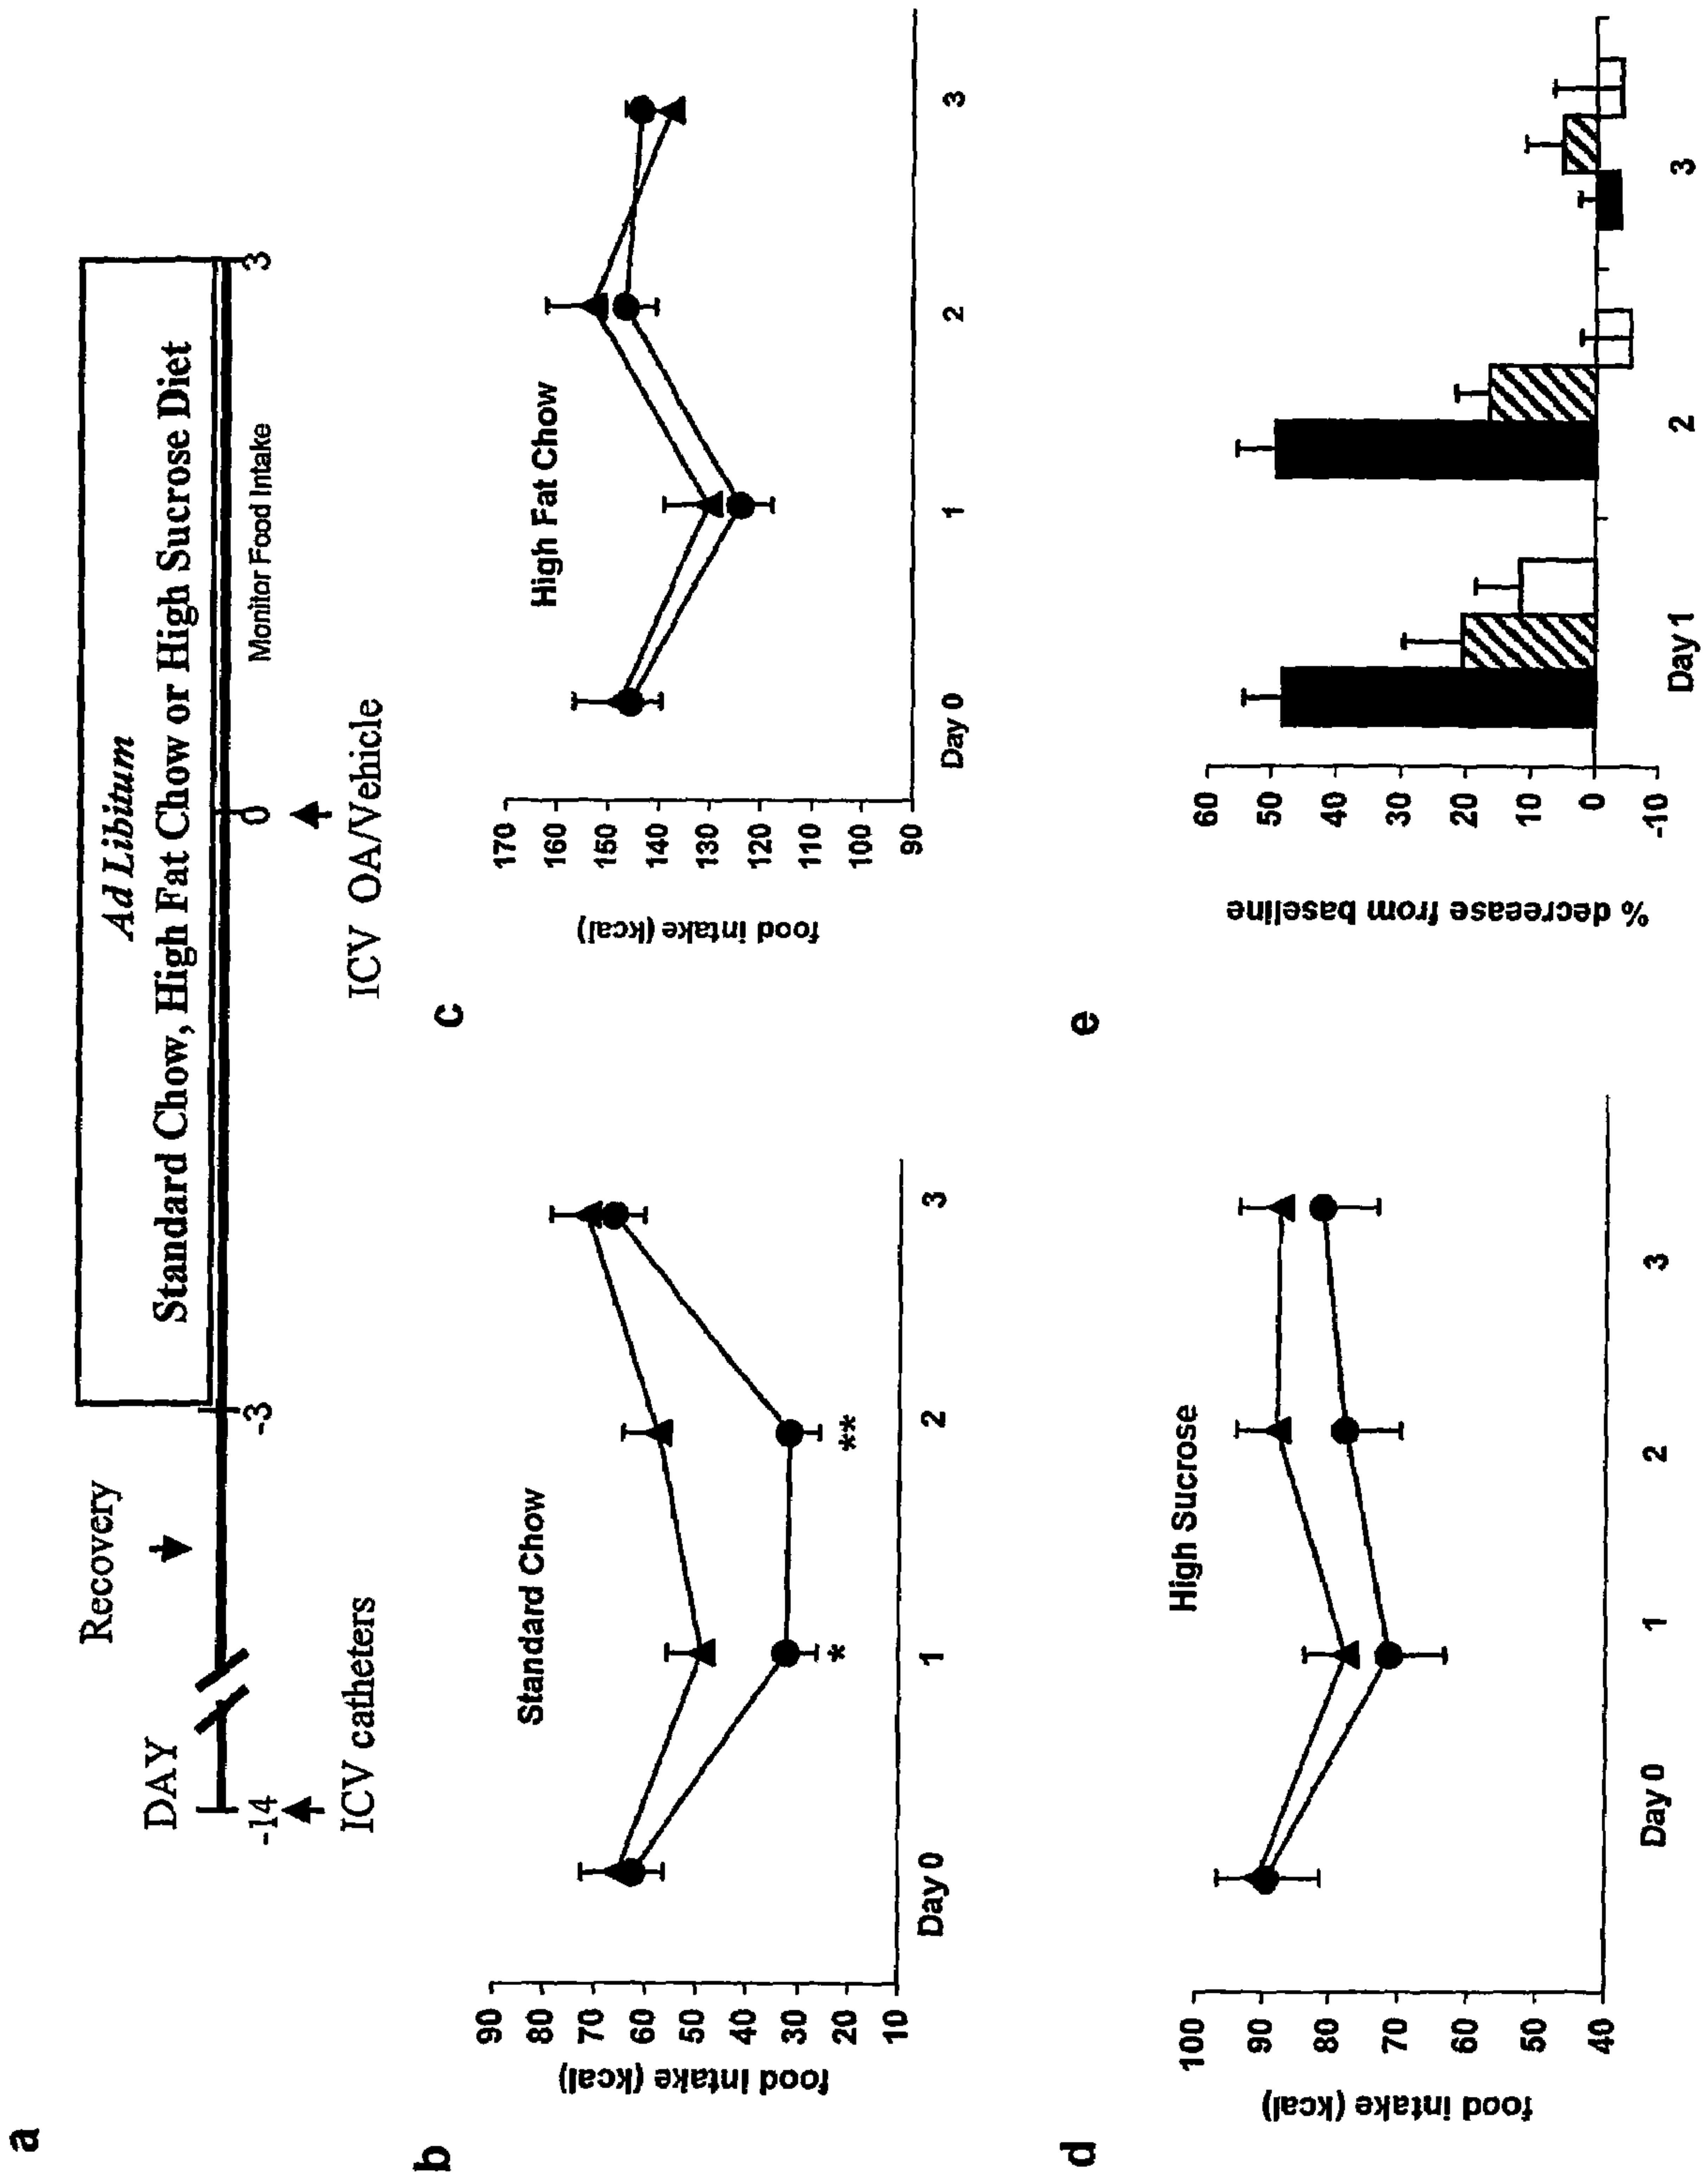 a
Recovery
Ad Libitum
Standard Chow, High Fat Chow or High Sucrose Diet
DAY
-14
-3
0
3
Monitor Food Intake
ICV catheters
ICV OA/Vehicle
b
Standard Chow
food intake (kcal)
90
80
70
60
50
40
30
20
10
*
**
Day 0
1
2
3
c
High Fat Chow
food intake (kcal)
170
160
150
140
130
120
110
100
90
Day 0
1
2
3
d
High Sucrose
food intake (kcal)
100
90
80
70
60
50
40
Day 0
1
2
3
e
% decreease from baseline
60
50
40
30
20
10
0
-10
Day 1
2
3